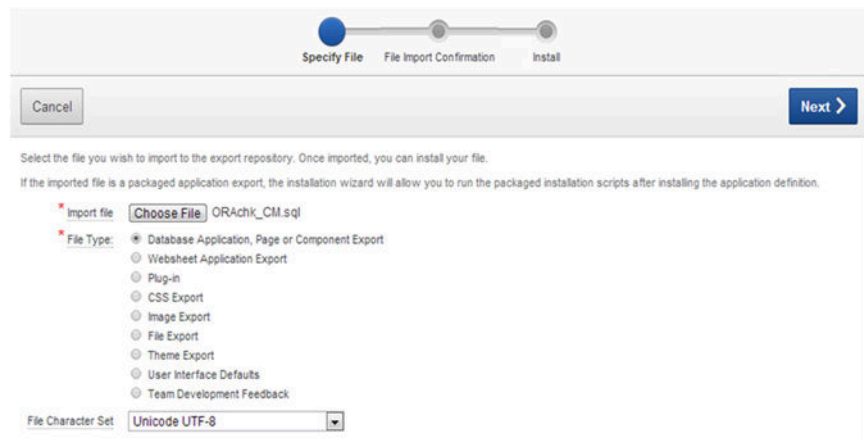 Specify File File Import Confirmation Install
Cancel Next
Select the file you wish to import to the export repository. Once imported, you can install your file.
If the imported file is a packaged application export, the installation wizard will allow you to run the packaged installation scripts after installing the application definition.
* Import file Choose File ORAchk_CM.sql
* File Type: Database Application, Page or Component Export
Websheet Application Export
Plug-in
CSS Export
Image Export
File Export
Theme Export
User Interface Defaults
Team Development Feedback
File Character Set Unicode UTF-8